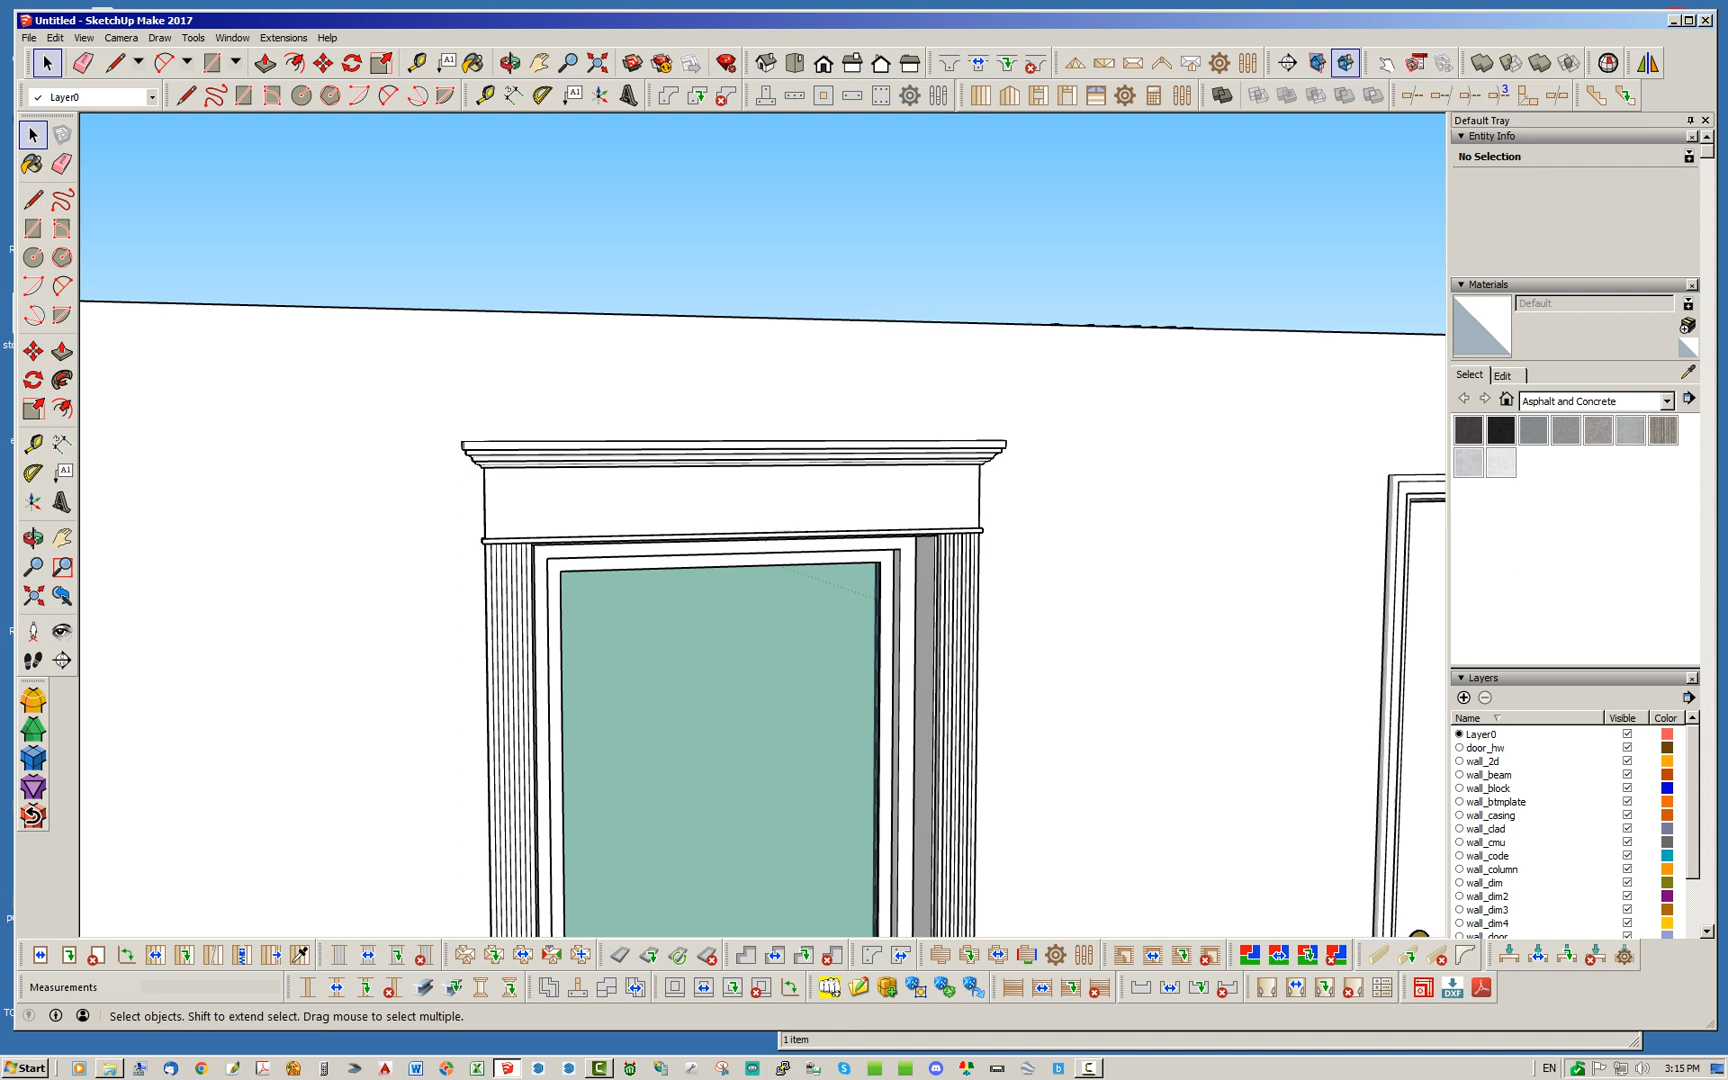 Untitled - SketchUp Make 2017
File Edit View Camera Draw Tools Window Extensions Help
Layer0
Default Tray
Entity Info
No Selection
Materials
Default
Select Edit
Asphalt and Concrete
Layers
Name Visible Color
Layer0
door_hw
wall_2d
wall_beam
wall_block
wall_btmplate
wall_casing
wall_clad
wall_cmu
wall_code
wall_column
wall_dim
wall_dim2
wall_dim3
wall_dim4
wall_door
Measurements
DXF
Select objects. Shift to extend select. Drag mouse to select multiple.
1 item
Start
EN
3:15 PM